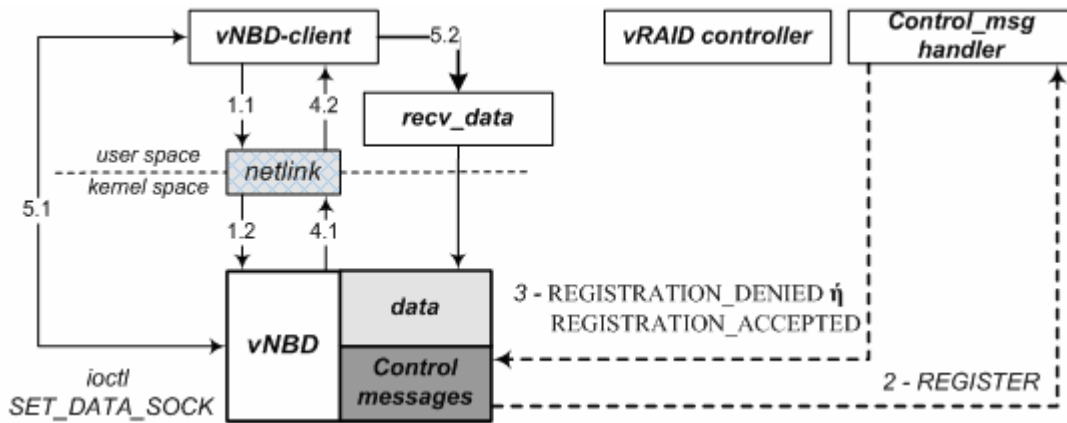 vNBD-client
5.2
vRAID controller
Control_msg
handler
1.1
4.2
recv_data
user space
netlink
kernel space
5.1
1.2
4.1
3 - REGISTRATION_DENIED ή
REGISTRATION_ACCEPTED
data
vNBD
Control
messages
ioctl
SET_DATA_SOCK
2 - REGISTER